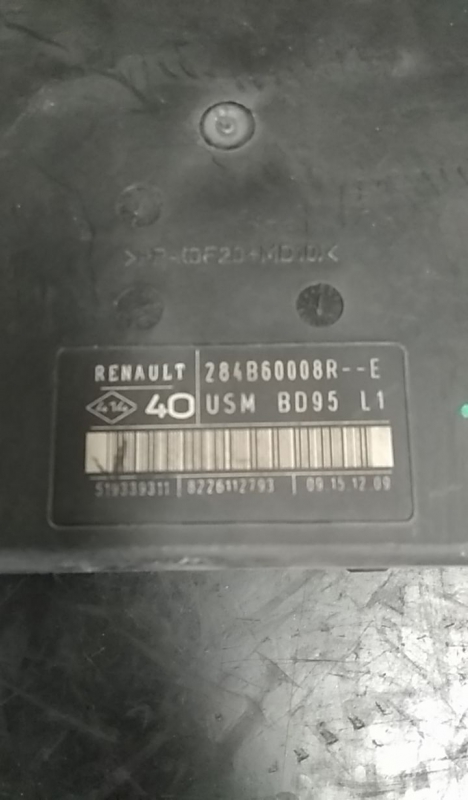 RENAULT 284B60008R--E
40 USM BD95 L1
519339311 8226112793 09.15.12.09